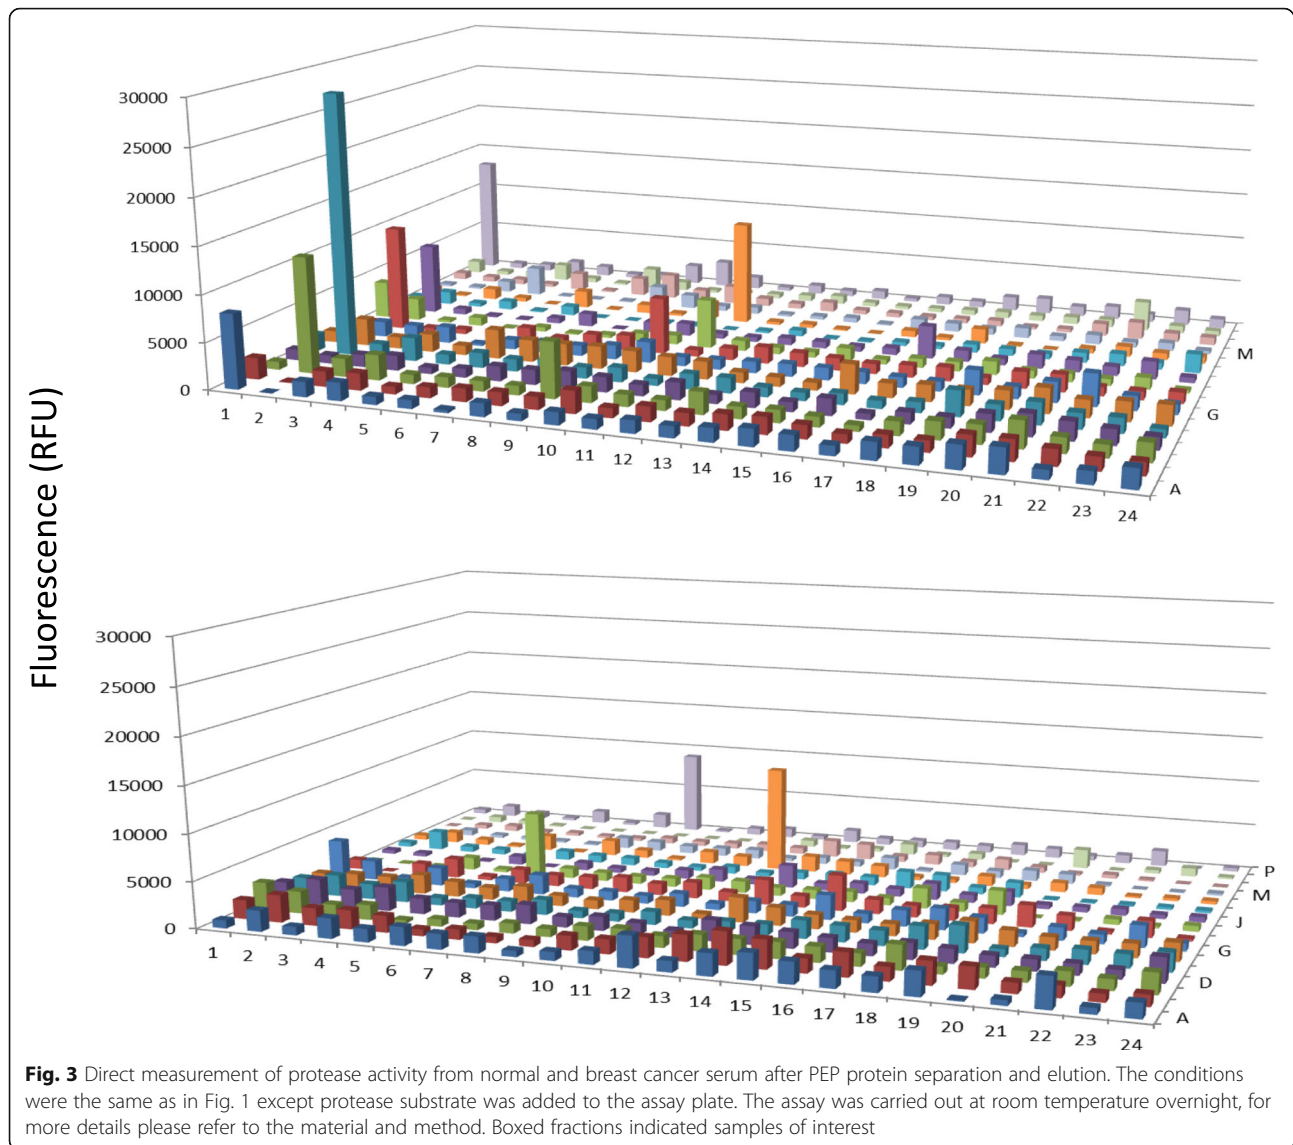 Fluorescence (RFU)
30000
25000
20000
15000
10000
5000
0
1 2 3 4 5 6 7 8 9 10 11 12 13 14 15 16 17 18 19 20 21 22 23 24
M
G
A
30000
25000
20000
15000
10000
5000
0
1 2 3 4 5 6 7 8 9 10 11 12 13 14 15 16 17 18 19 20 21 22 23 24
P
M
J
G
D
A
Fig. 3 Direct measurement of protease activity from normal and breast cancer serum after PEP protein separation and elution. The conditions
were the same as in Fig. 1 except protease substrate was added to the assay plate. The assay was carried out at room temperature overnight, for
more details please refer to the material and method. Boxed fractions indicated samples of interest